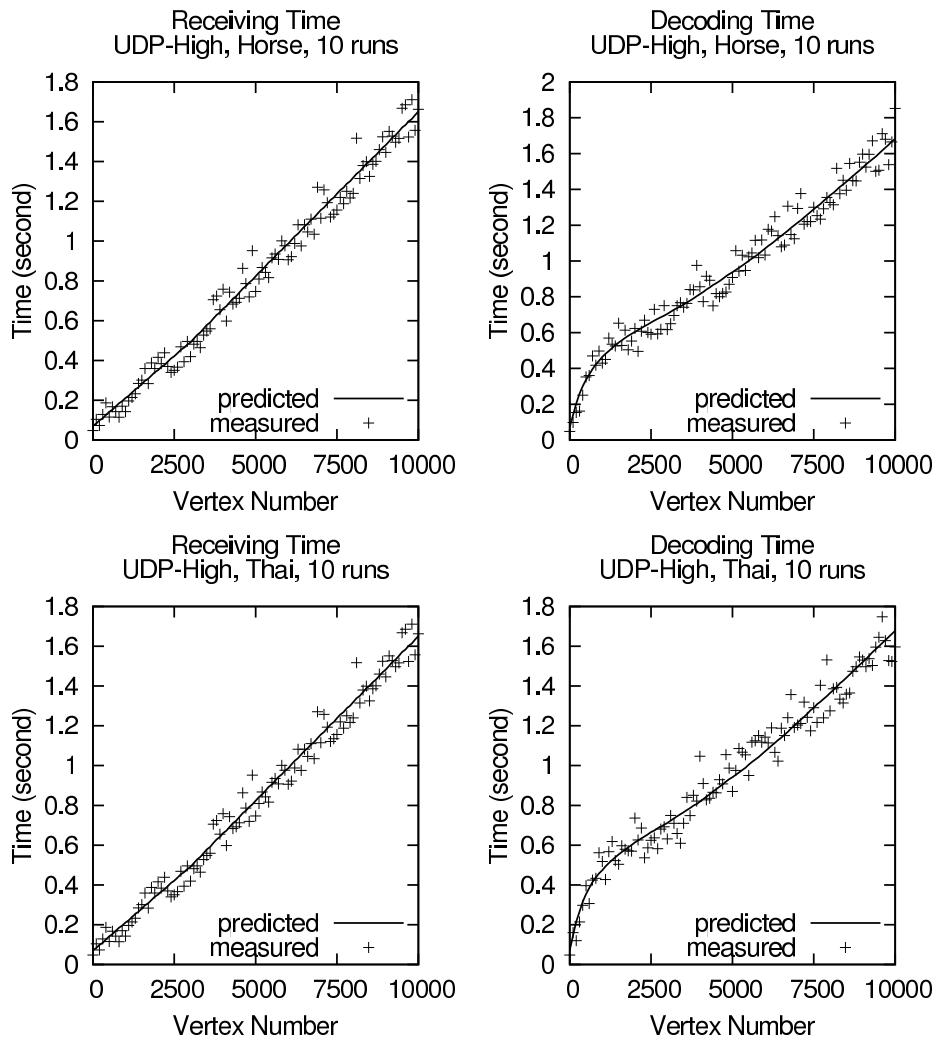 Receiving Time
UDP-High, Horse, 10 runs
1.8
1.6
1.4
1.2
1
0.8
0.6
0.4
0.2
0
Time (second)
predicted
measured
0 2500 5000 7500 10000
Vertex Number
Decoding Time
UDP-High, Horse, 10 runs
2
1.8
1.6
1.4
1.2
1
0.8
0.6
0.4
0.2
0
Time (second)
predicted
measured
0 2500 5000 7500 10000
Vertex Number
Receiving Time
UDP-High, Thai, 10 runs
1.8
1.6
1.4
1.2
1
0.8
0.6
0.4
0.2
0
Time (second)
predicted
measured
0 2500 5000 7500 10000
Vertex Number
Decoding Time
UDP-High, Thai, 10 runs
1.8
1.6
1.4
1.2
1
0.8
0.6
0.4
0.2
0
Time (second)
predicted
measured
0 2500 5000 7500 10000
Vertex Number